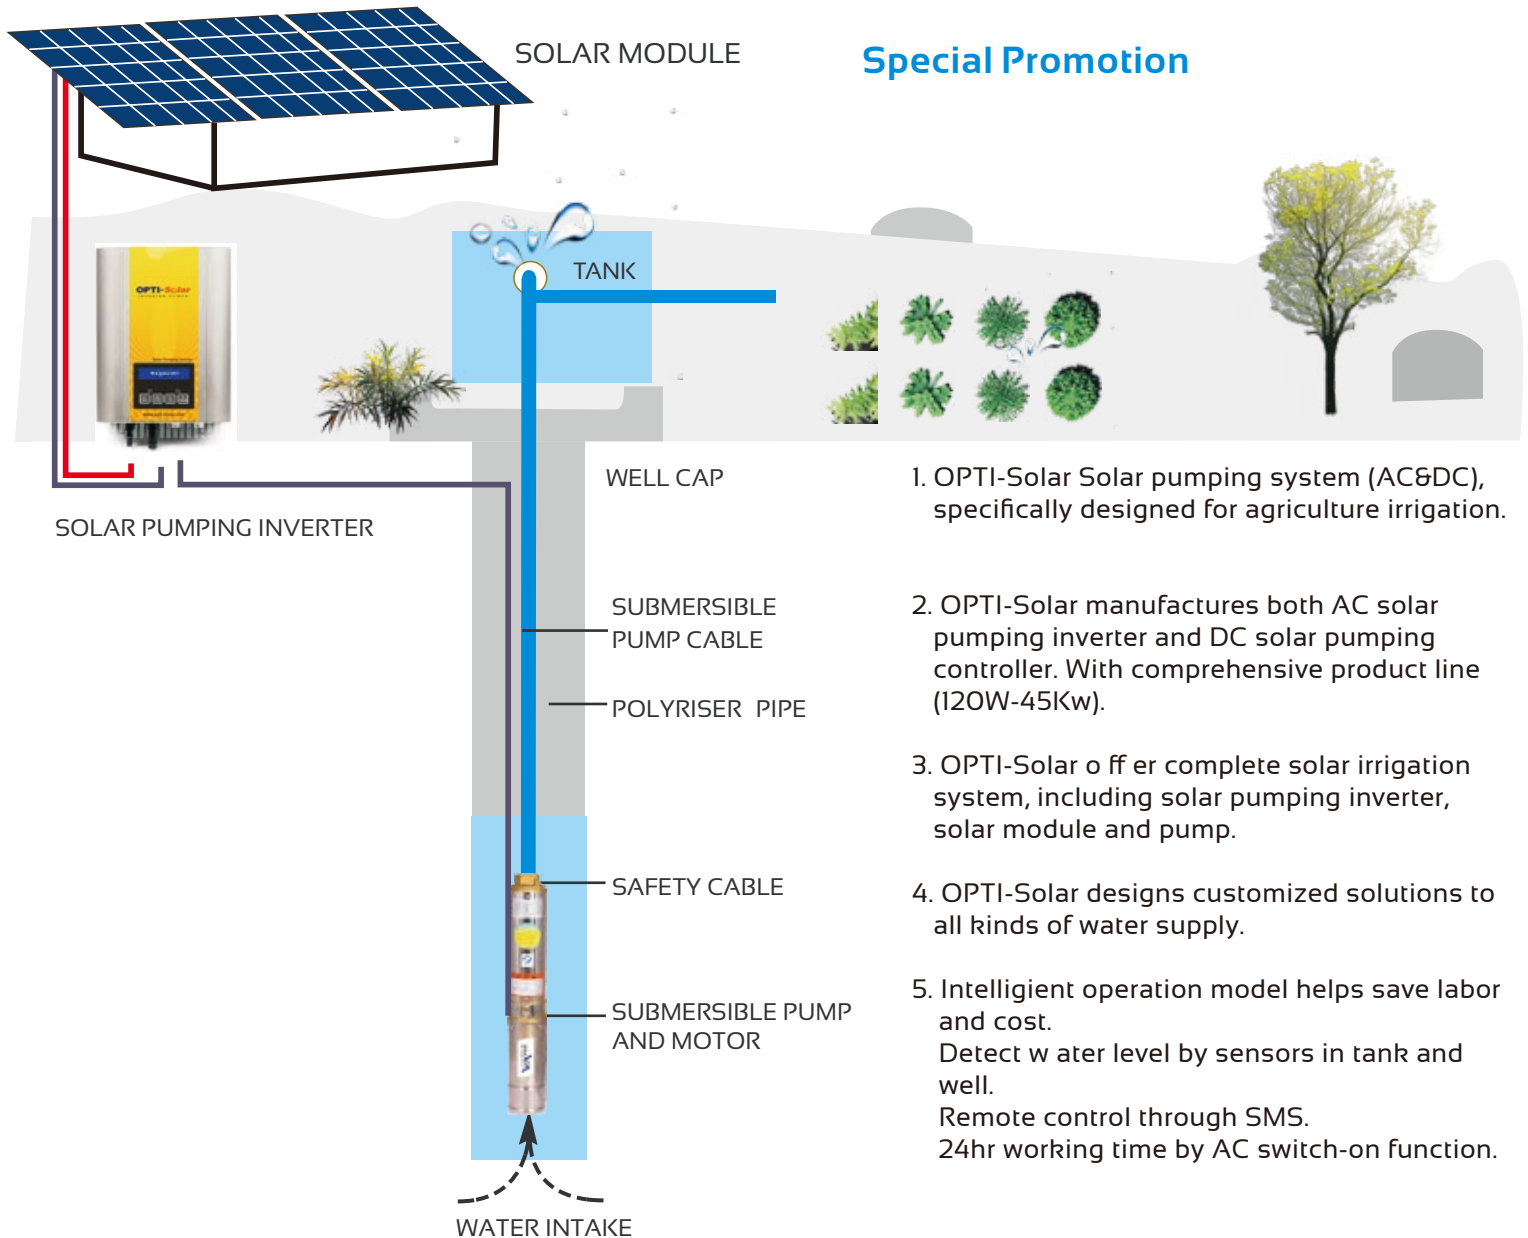 SOLAR MODULE
Special Promotion
TANK
OPTI-Solar
WELL CAP
SOLAR PUMPING INVERTER
SUBMERSIBLE
PUMP CABLE
POLYRISER PIPE
SAFETY CABLE
SUBMERSIBLE PUMP
AND MOTOR
WATER INTAKE
1. OPTI-Solar Solar pumping system (AC&DC),
specifically designed for agriculture irrigation.
2. OPTI-Solar manufactures both AC solar
pumping inverter and DC solar pumping
controller. With comprehensive product line
(120W-45Kw).
3. OPTI-Solar o ff er complete solar irrigation
system, including solar pumping inverter,
solar module and pump.
4. OPTI-Solar designs customized solutions to
all kinds of water supply.
5. Intelligient operation model helps save labor
and cost.
Detect w ater level by sensors in tank and
well.
Remote control through SMS.
24hr working time by AC switch-on function.